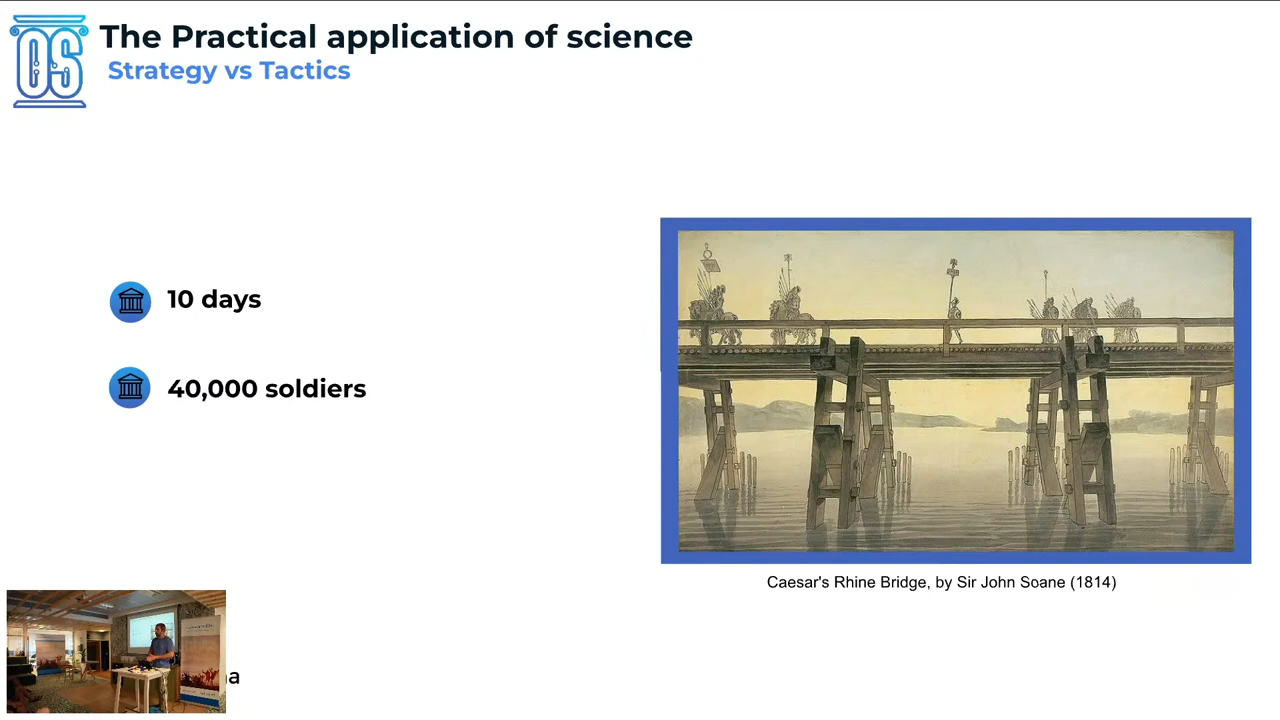 OS
The Practical application of science
Strategy vs Tactics
10 days
40,000 soldiers
Caesar's Rhine Bridge, by Sir John Soane (1814)